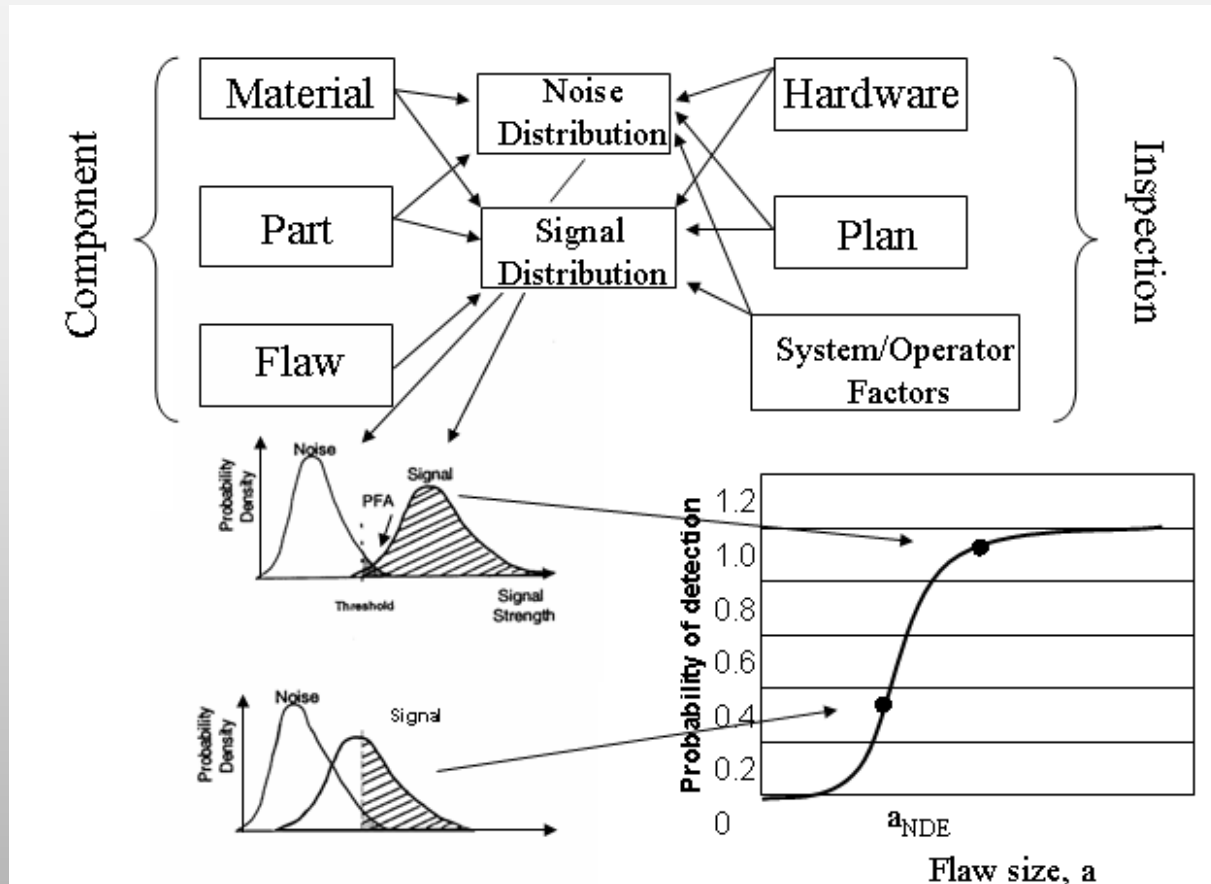 Component
Material
Part
Flaw
Noise
Distribution
Signal
Distribution
Hardware
Plan
System/Operator
Factors
Inspection
Probability
Density
Noise
PFA
Signal
Threshold
Signal
Strength
Probability
Density
Noise
Signal
Probability of detection
1.2
1.0
0.8
0.6
0.4
0.2
0
aNDE
Flaw size, a